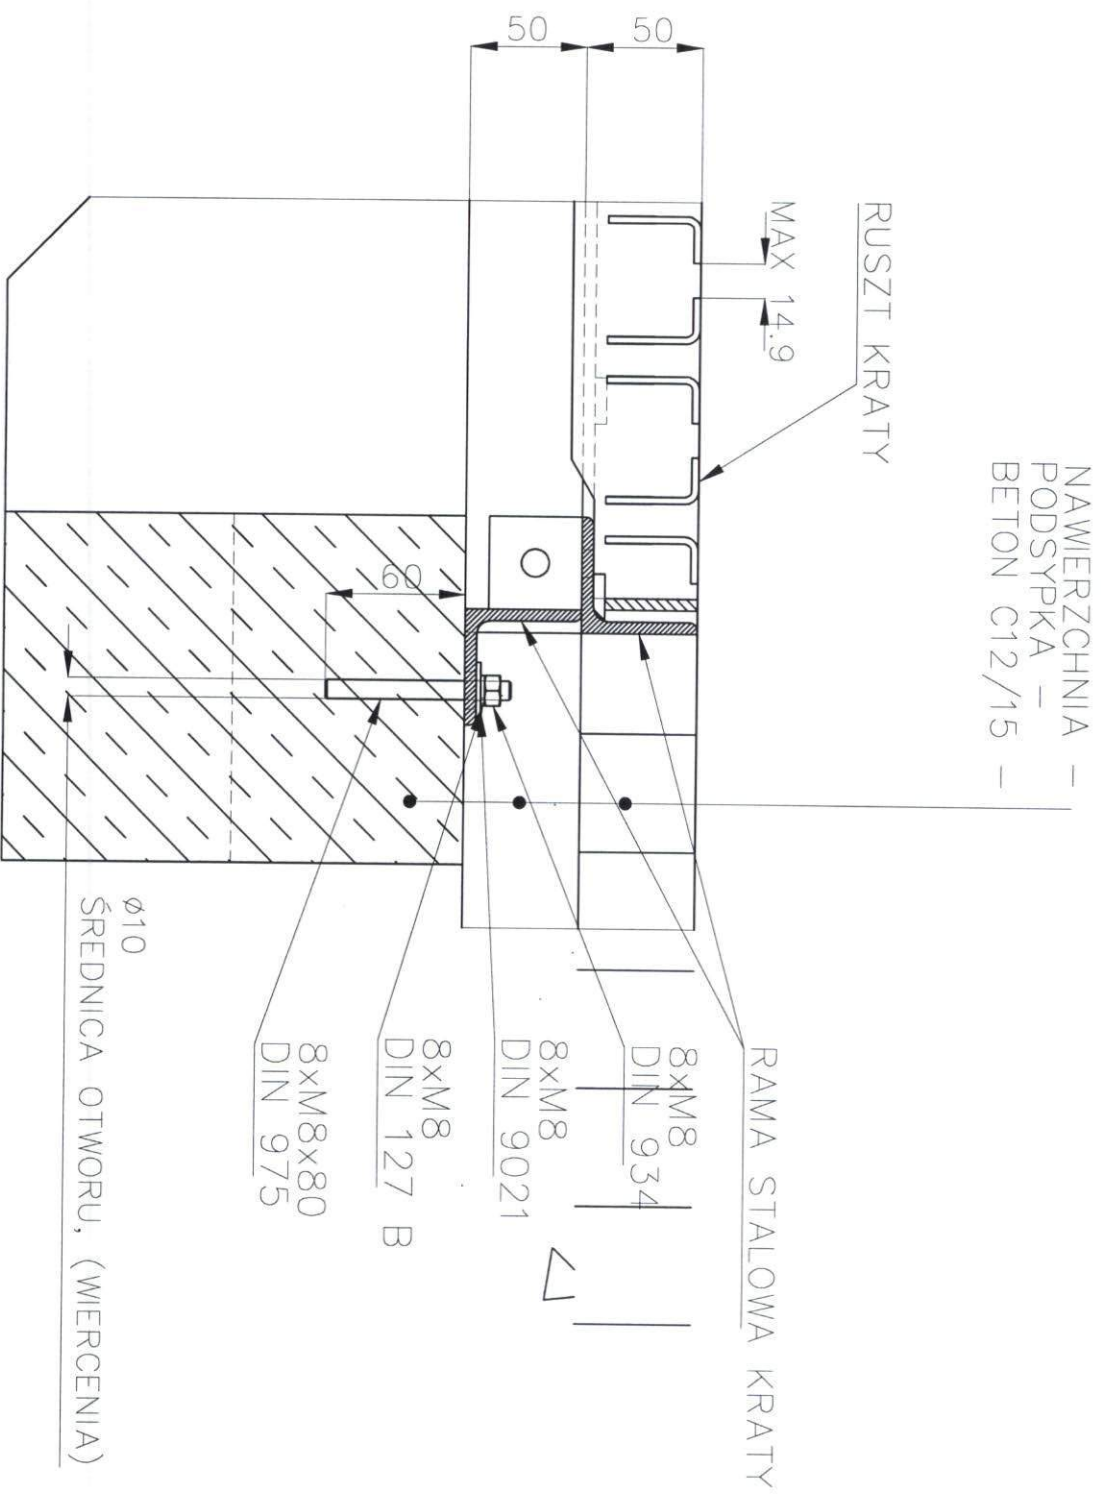 NAWIERZCHNIA –
PODSYPKA –
BETON C12/15 –
RUSZT KRATY
MAX 14.9
50
50
60
RAMA STALOWA KRATY
8xM8
DIN 934
8xM8
DIN 9021
8xM8
DIN 127 B
8xM8x80
DIN 975
ø10
ŚREDNICA OTWORU, (WIERCENIA)